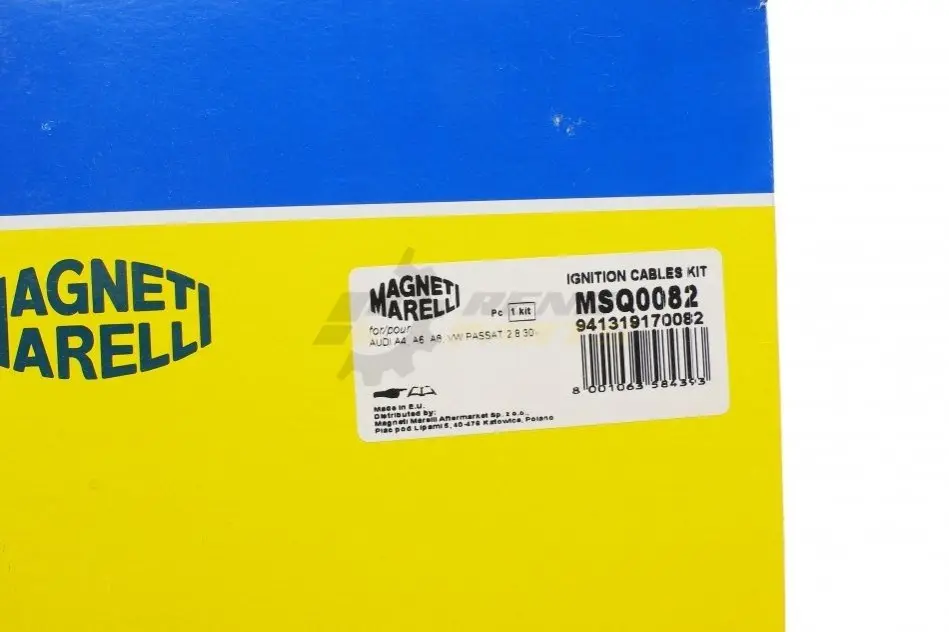 MAGNETI
MARELLI
MAGNETI
MARELLI
IGNITION CABLES KIT
Pc 1 kit
MSQ0082
941319170082
for/pour
AUDI A4, A6, A8, VW PASSAT 2.8 30-
8 001063 584393
Made in E.U.
Distributed by:
Magneti Marelli Aftermarket Sp. z o.o.,
Plac pod Lipami 5, 40-476 Katowice, Poland